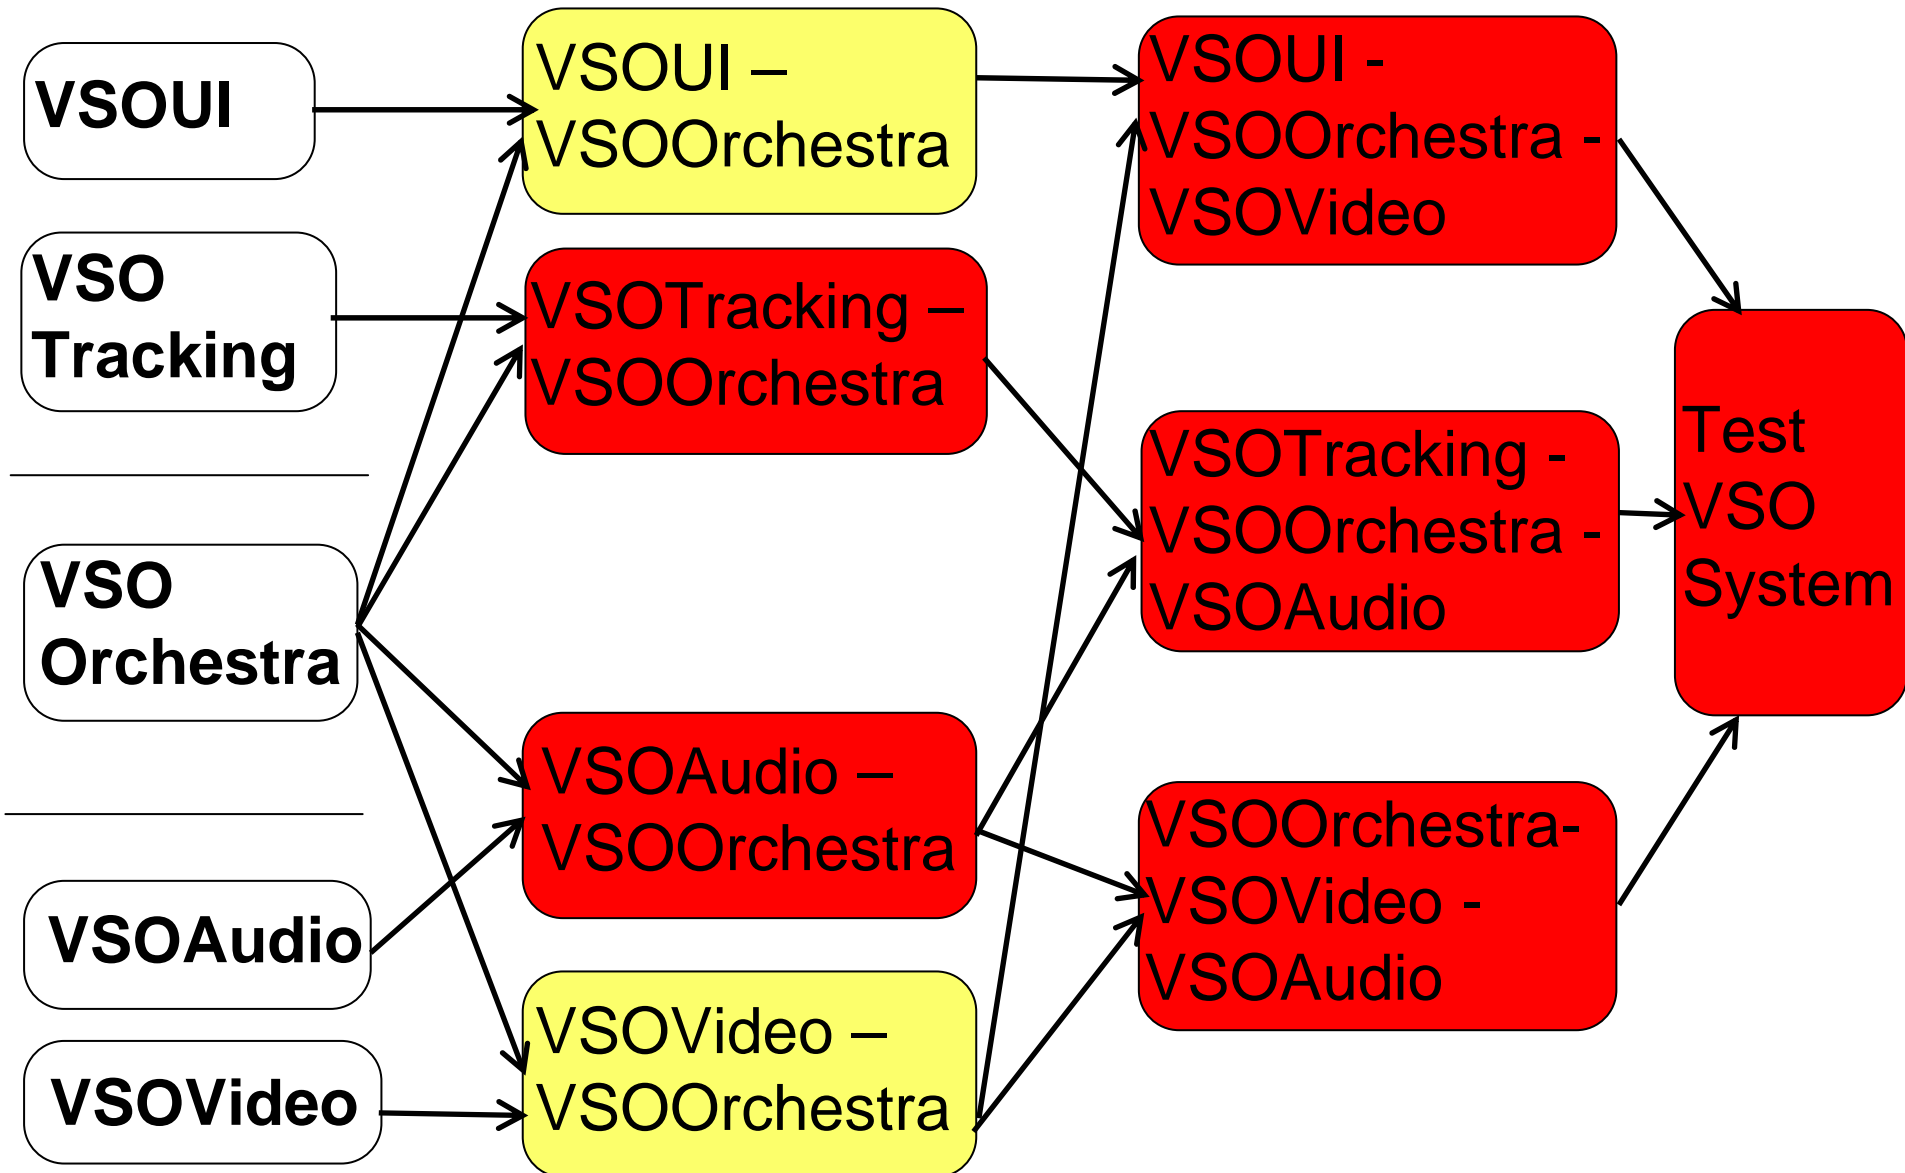 VSOUI
VSO
Tracking
VSO
Orchestra
VSOAudio
VSOVideo
VSOUI –
VSOOrchestra
VSOTracking –
VSOOrchestra
VSOAudio –
VSOOrchestra
VSOVideo –
VSOOrchestra
VSOUI -
VSOOrchestra -
VSOVideo
VSOTracking -
VSOOrchestra -
VSOAudio
VSOOrchestra-
VSOVideo -
VSOAudio
Test
VSO
System